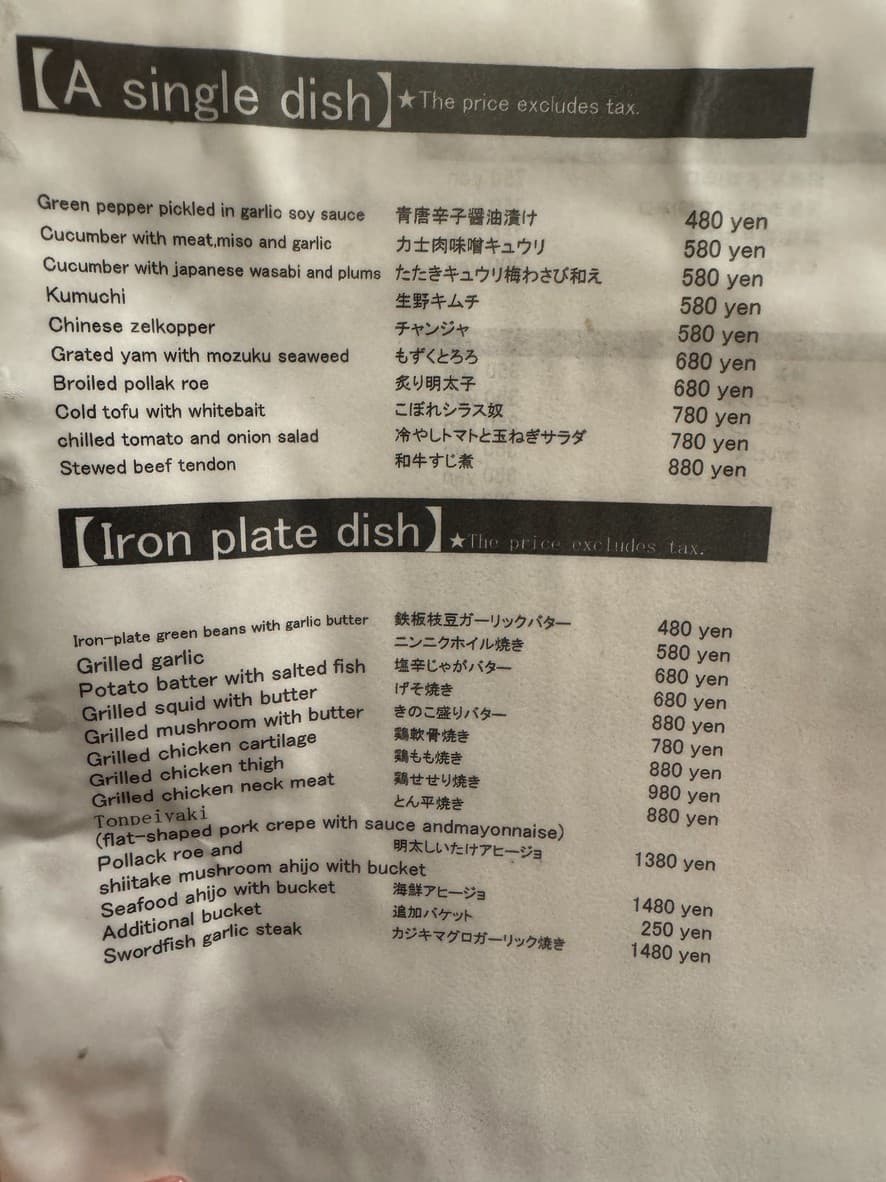 【A single dish】★The price excludes tax.
Green pepper pickled in garlic soy sauce 青唐辛子醤油漬け 480 yen
Cucumber with meat,miso and garlic 力士肉味噌キュウリ 580 yen
Cucumber with japanese wasabi and plums たたきキュウリ梅わさび和え 580 yen
Kumuchi 生野キムチ 580 yen
Chinese zelkopper チャンジャ 580 yen
Grated yam with mozuku seaweed もずくとろろ 680 yen
Broiled pollak roe 炙り明太子 680 yen
Cold tofu with whitebait こぼれシラス奴 780 yen
chilled tomato and onion salad 冷やしトマトと玉ねぎサラダ 780 yen
Stewed beef tendon 和牛すじ煮 880 yen
【Iron plate dish】★The price excludes tax.
Iron-plate green beans with garlic butter 鉄板枝豆ガーリックバター 480 yen
Grilled garlic ニンニクホイル焼き 580 yen
Potato batter with salted fish 塩辛じゃがバター 680 yen
Grilled squid with butter げそ焼き 680 yen
Grilled mushroom with butter きのこ盛りバター 880 yen
Grilled chicken cartilage 鶏軟骨焼き 780 yen
Grilled chicken thigh 鶏もも焼き 880 yen
Grilled chicken neck meat 鶏せせり焼き 980 yen
Tonpeiyaki とん平焼き 880 yen
(flat-shaped pork crepe with sauce andmayonnaise)
Pollack roe and 明太しいたけアヒージョ 1380 yen
shiitake mushroom ahijo with bucket
Seafood ahijo with bucket 海鮮アヒージョ 1480 yen
Additional bucket 追加バケット 250 yen
Swordfish garlic steak カジキマグロガーリック焼き 1480 yen